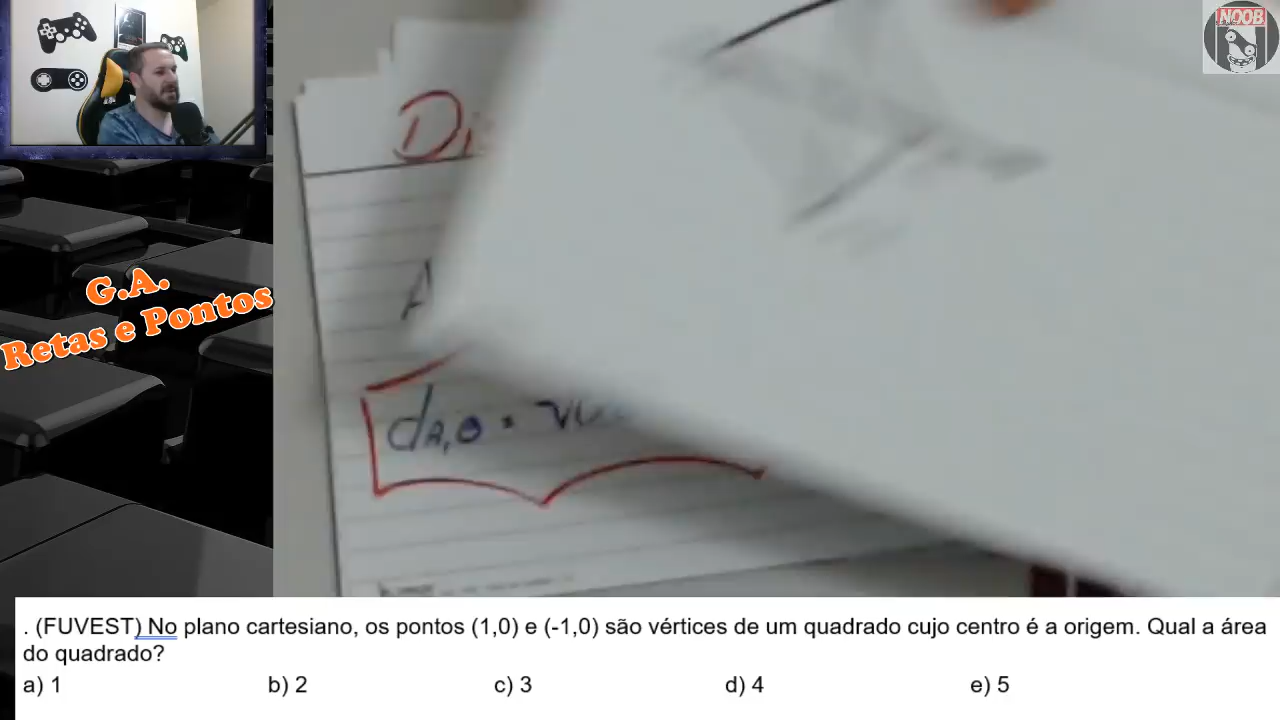 NOOB
G.A.
Retas e Pontos
dA,B =
. (FUVEST) No plano cartesiano, os pontos (1,0) e (-1,0) são vértices de um quadrado cujo centro é a origem. Qual a área
do quadrado?
a) 1 b) 2 c) 3 d) 4 e) 5